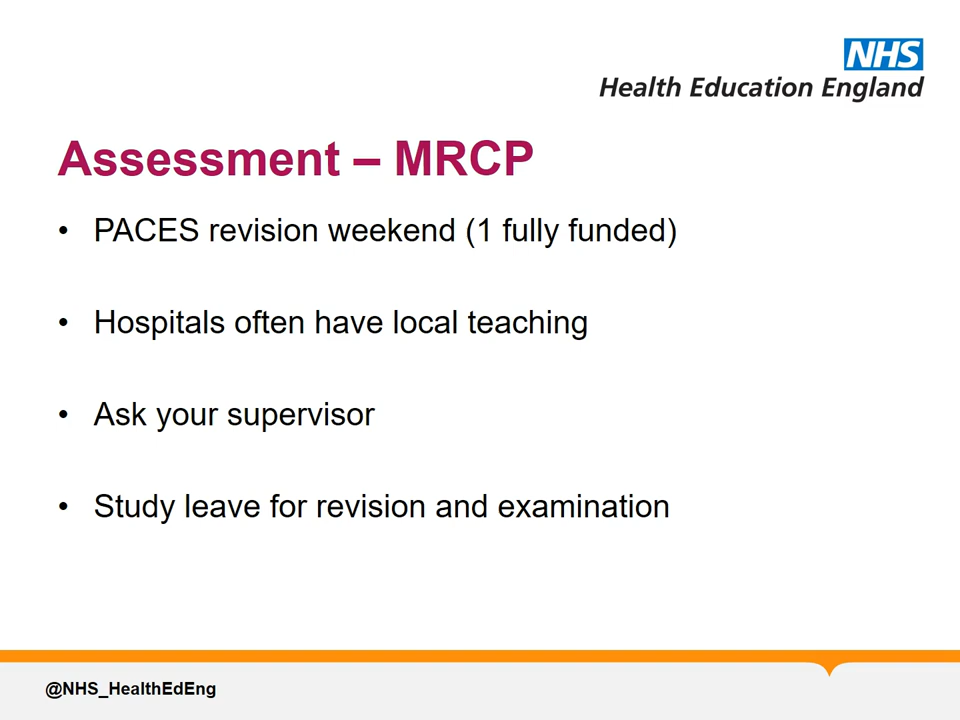 NHS
Health Education England
Assessment – MRCP
• PACES revision weekend (1 fully funded)
• Hospitals often have local teaching
• Ask your supervisor
• Study leave for revision and examination
@NHS_HealthEdEng